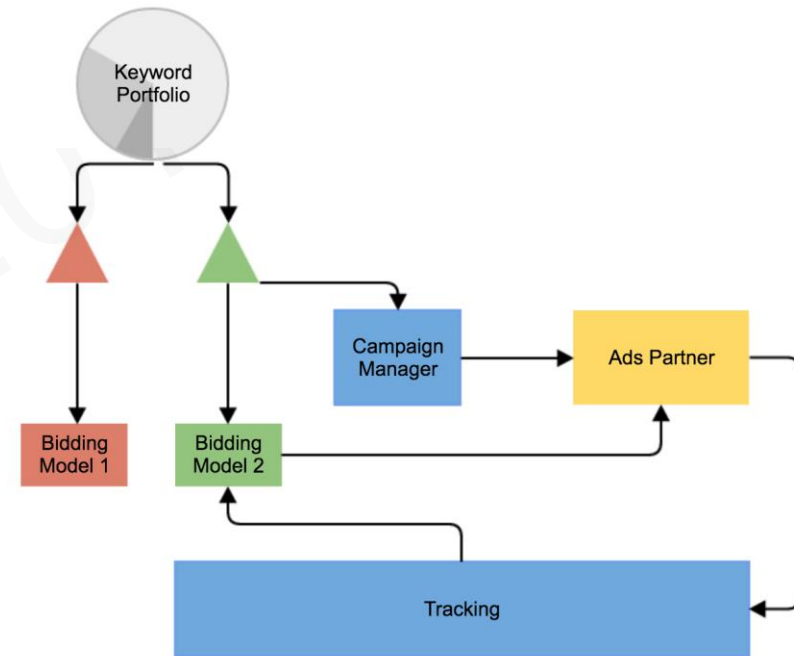 Keyword
Portfolio
Campaign
Manager
Ads Partner
Bidding
Model 1
Bidding
Model 2
Tracking